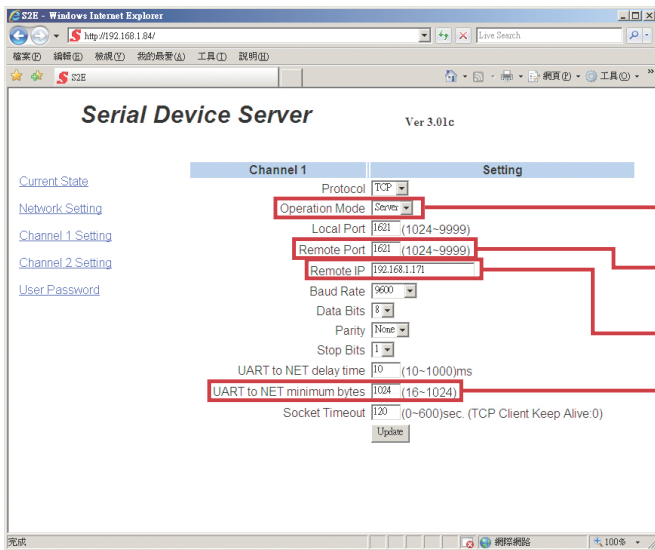 S2E - Windows Internet Explorer
http://192.168.1.84/
Live Search
檔案(F) 編輯(E) 檢視(V) 我的最愛(A) 工具(T) 說明(H)
S2E
網頁(P) 工具(O) »
Serial Device Server
Ver 3.01c
Current State
Network Setting
Channel 1 Setting
Channel 2 Setting
User Password
Channel 1 Setting
Protocol TCP
Operation Mode Server
Local Port 1621 (1024~9999)
Remote Port 1621 (1024~9999)
Remote IP 192.168.1.171
Baud Rate 9600
Data Bits 8
Parity None
Stop Bits 1
UART to NET delay time 10 (10~1000)ms
UART to NET minimum bytes 1024 (16~1024)
Socket Timeout 120 (0~600)sec. (TCP Client Keep Alive:0)
Update
完成
網際網路
100%